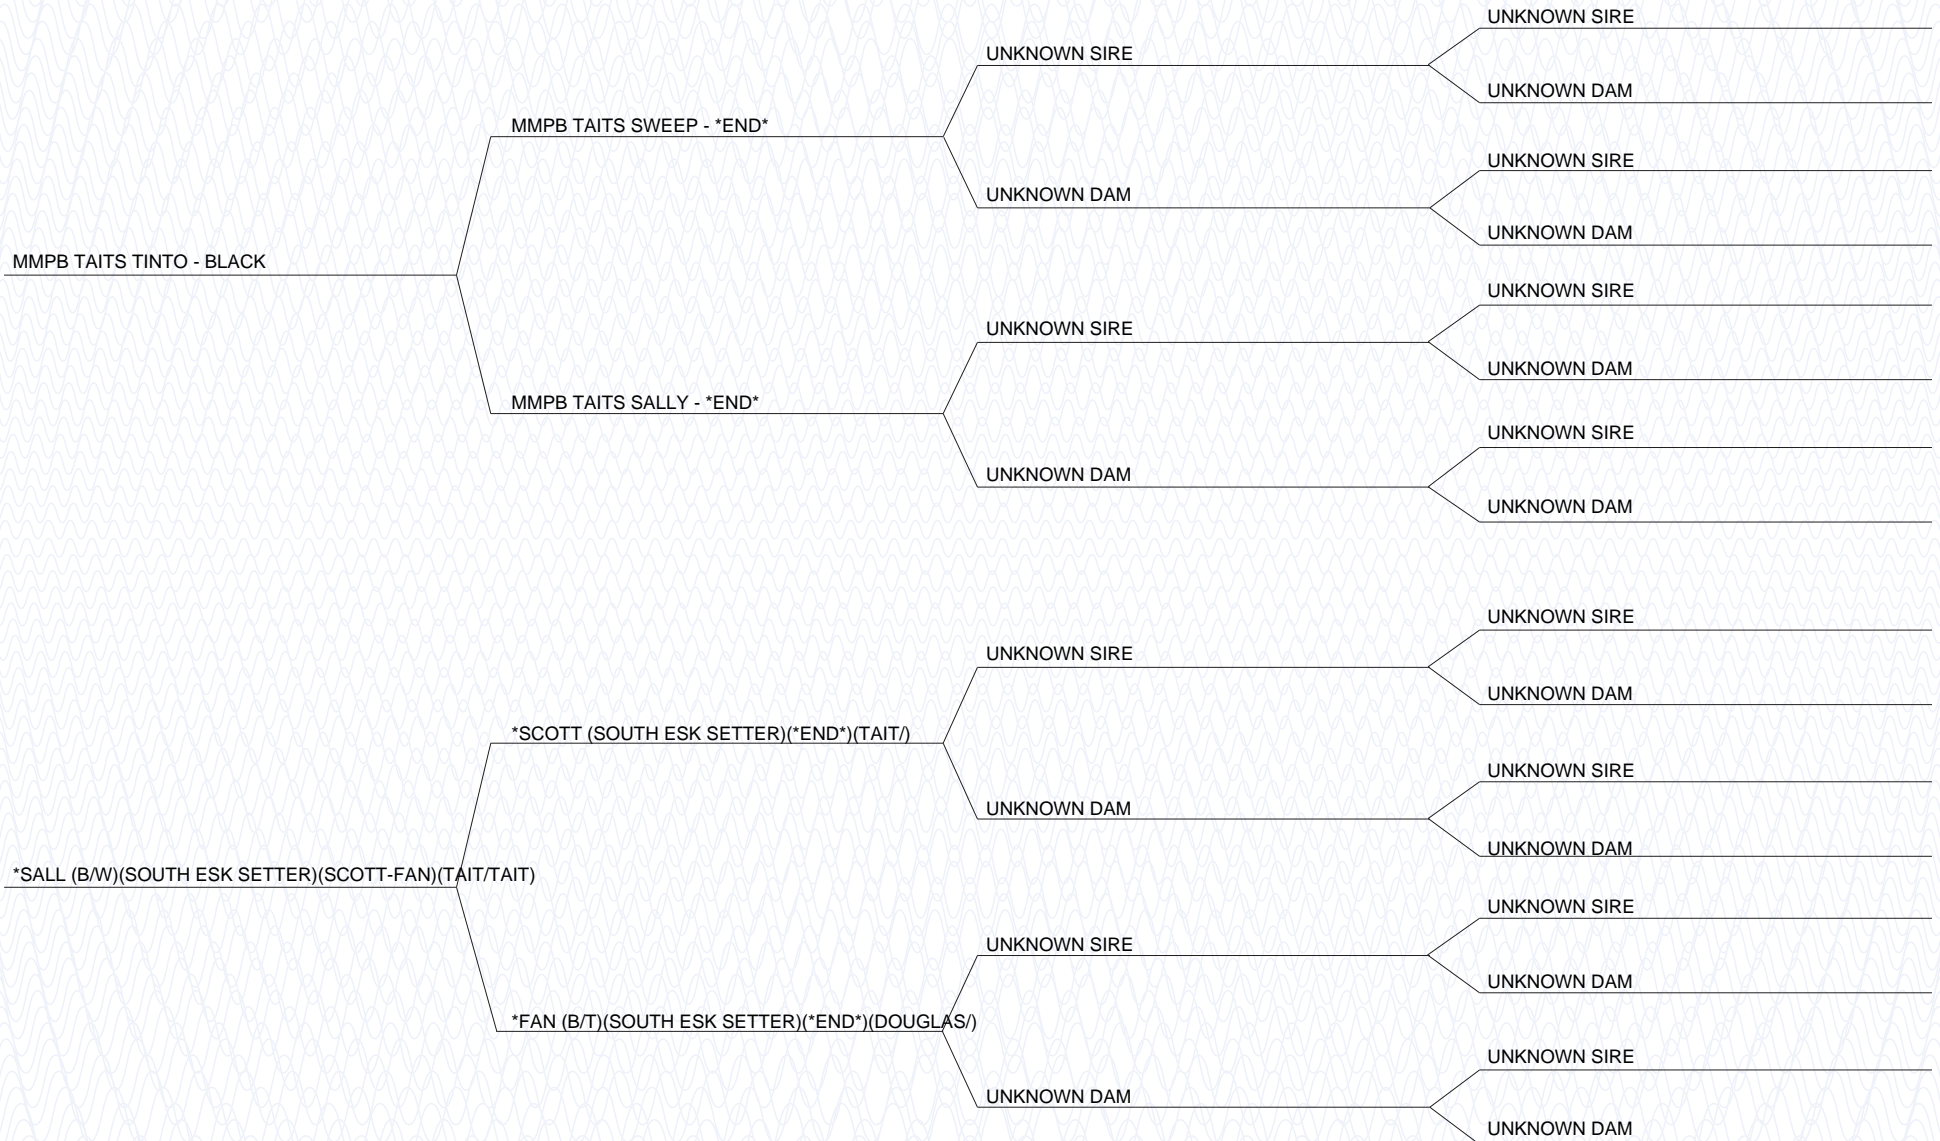 UNKNOWN SIRE
UNKNOWN SIRE
UNKNOWN DAM
MMPB TAITS SWEEP - *END*
UNKNOWN SIRE
UNKNOWN DAM
UNKNOWN DAM
MMPB TAITS TINTO - BLACK
UNKNOWN SIRE
UNKNOWN SIRE
UNKNOWN DAM
MMPB TAITS SALLY - *END*
UNKNOWN SIRE
UNKNOWN DAM
UNKNOWN DAM
UNKNOWN SIRE
UNKNOWN SIRE
UNKNOWN DAM
*SCOTT (SOUTH ESK SETTER)(*END*)(TAIT/)
UNKNOWN SIRE
UNKNOWN DAM
UNKNOWN DAM
*SALL (B/W)(SOUTH ESK SETTER)(SCOTT-FAN)(TAIT/TAIT)
UNKNOWN SIRE
UNKNOWN SIRE
UNKNOWN DAM
*FAN (B/T)(SOUTH ESK SETTER)(*END*)(DOUGLAS/)
UNKNOWN SIRE
UNKNOWN DAM
UNKNOWN DAM